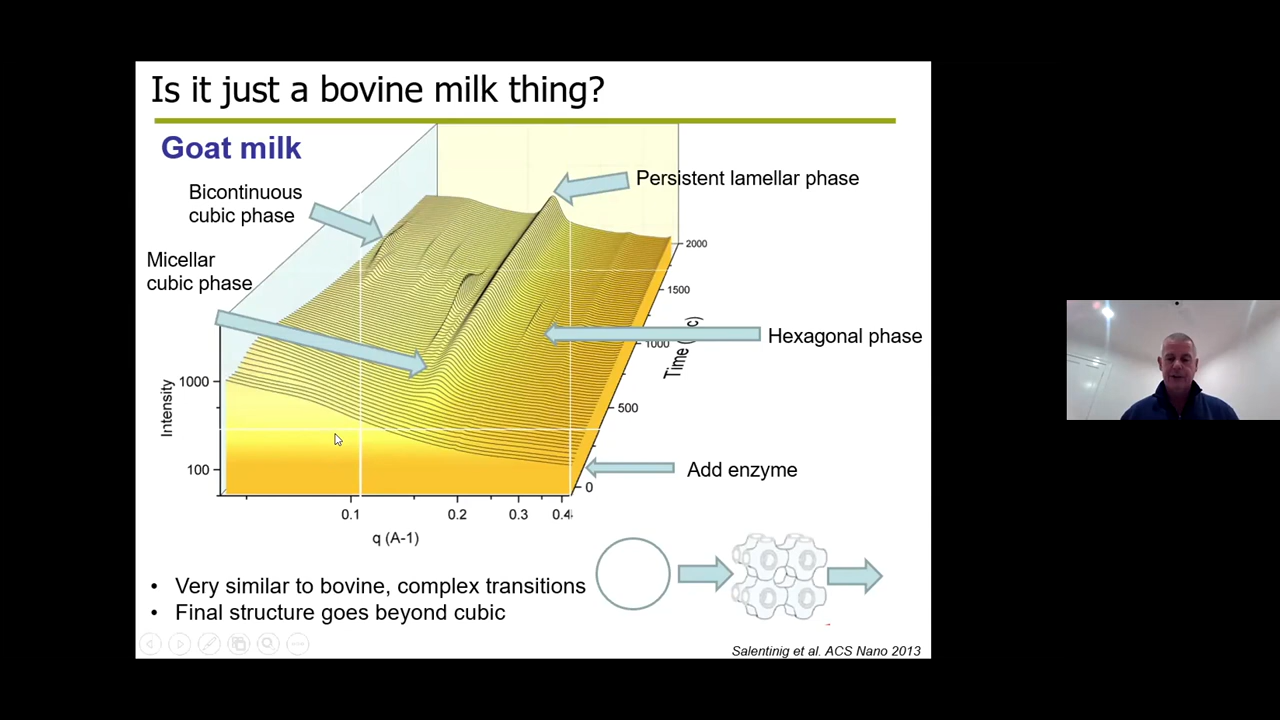 Is it just a bovine milk thing?
Goat milk
Bicontinuous
cubic phase
Persistent lamellar phase
Micellar
cubic phase
Hexagonal phase
Add enzyme
Intensity
1000
100
0.1
0.2
0.3
0.4
q (A-1)
0
500
1000
1500
2000
Time
• Very similar to bovine, complex transitions
• Final structure goes beyond cubic
Salentinig et al. ACS Nano 2013